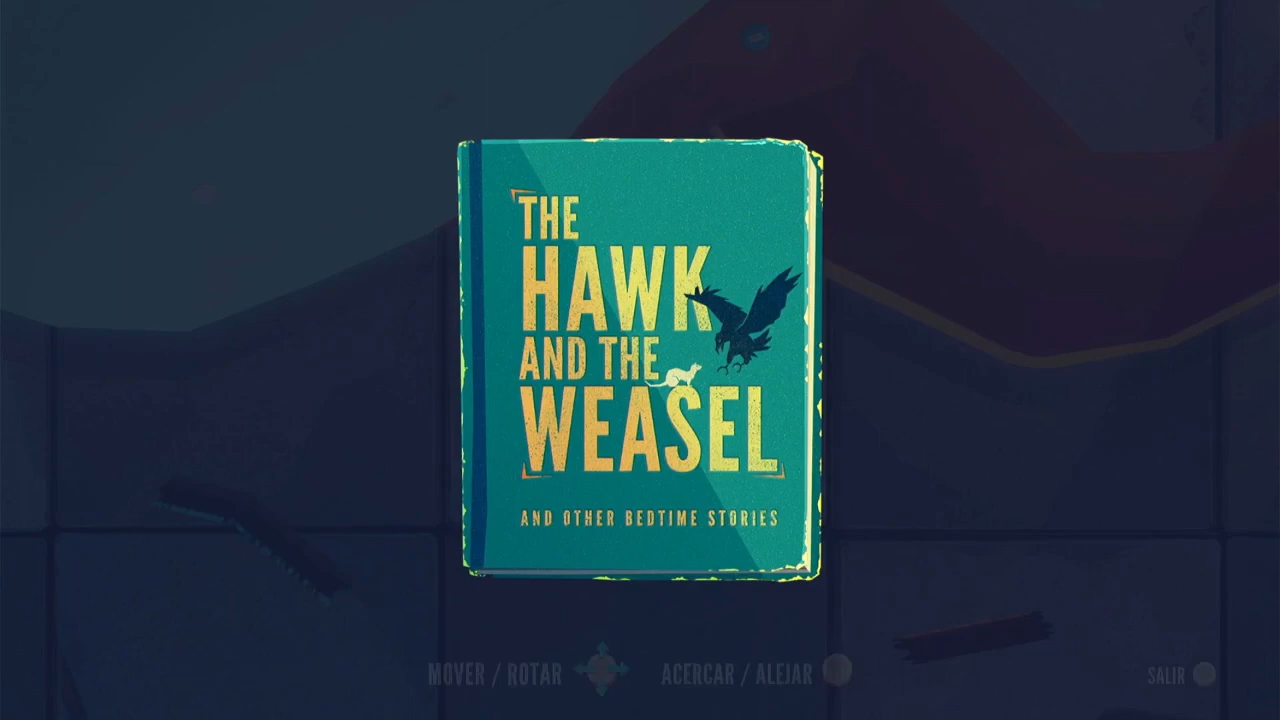 THE
HAWK
AND THE
WEASEL
AND OTHER BEDTIME STORIES
MOVER / ROTAR
ACERCAR / ALEJAR
SALIR